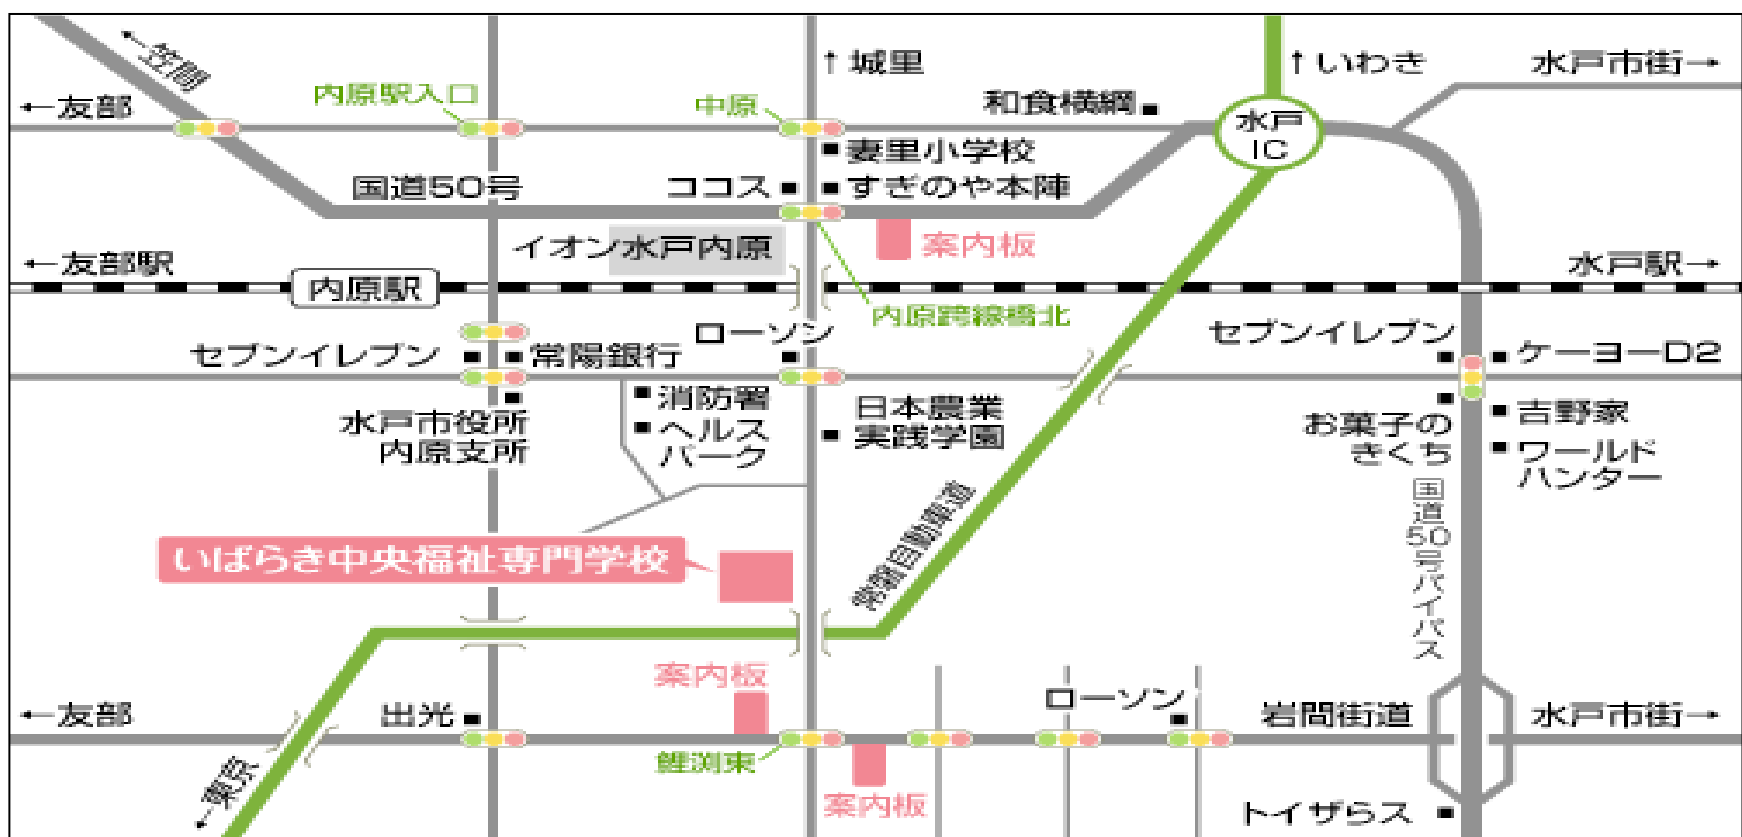 ←笠間
↑城里
↑いわき
水戸市街→
←友部
内原駅入口
中原
和食横綱
水戸
IC
妻里小学校
国道50号
ココス
すぎのや本陣
イオン水戸内原
案内板
←友部駅
水戸駅→
内原駅
内原跨線橋北
ローソン
セブンイレブン
セブンイレブン
常陽銀行
ケーヨーD2
消防署
日本農業
実践学園
水戸市役所
内原支所
ヘルス
パーク
お菓子の
きくち
吉野家
ワールド
ハンター
国道50号バイパス
常磐自動車道
いばらき中央福祉専門学校
案内板
←友部
出光
ローソン
岩間街道
水戸市街→
鯉渕東
←東京
案内板
トイザらス